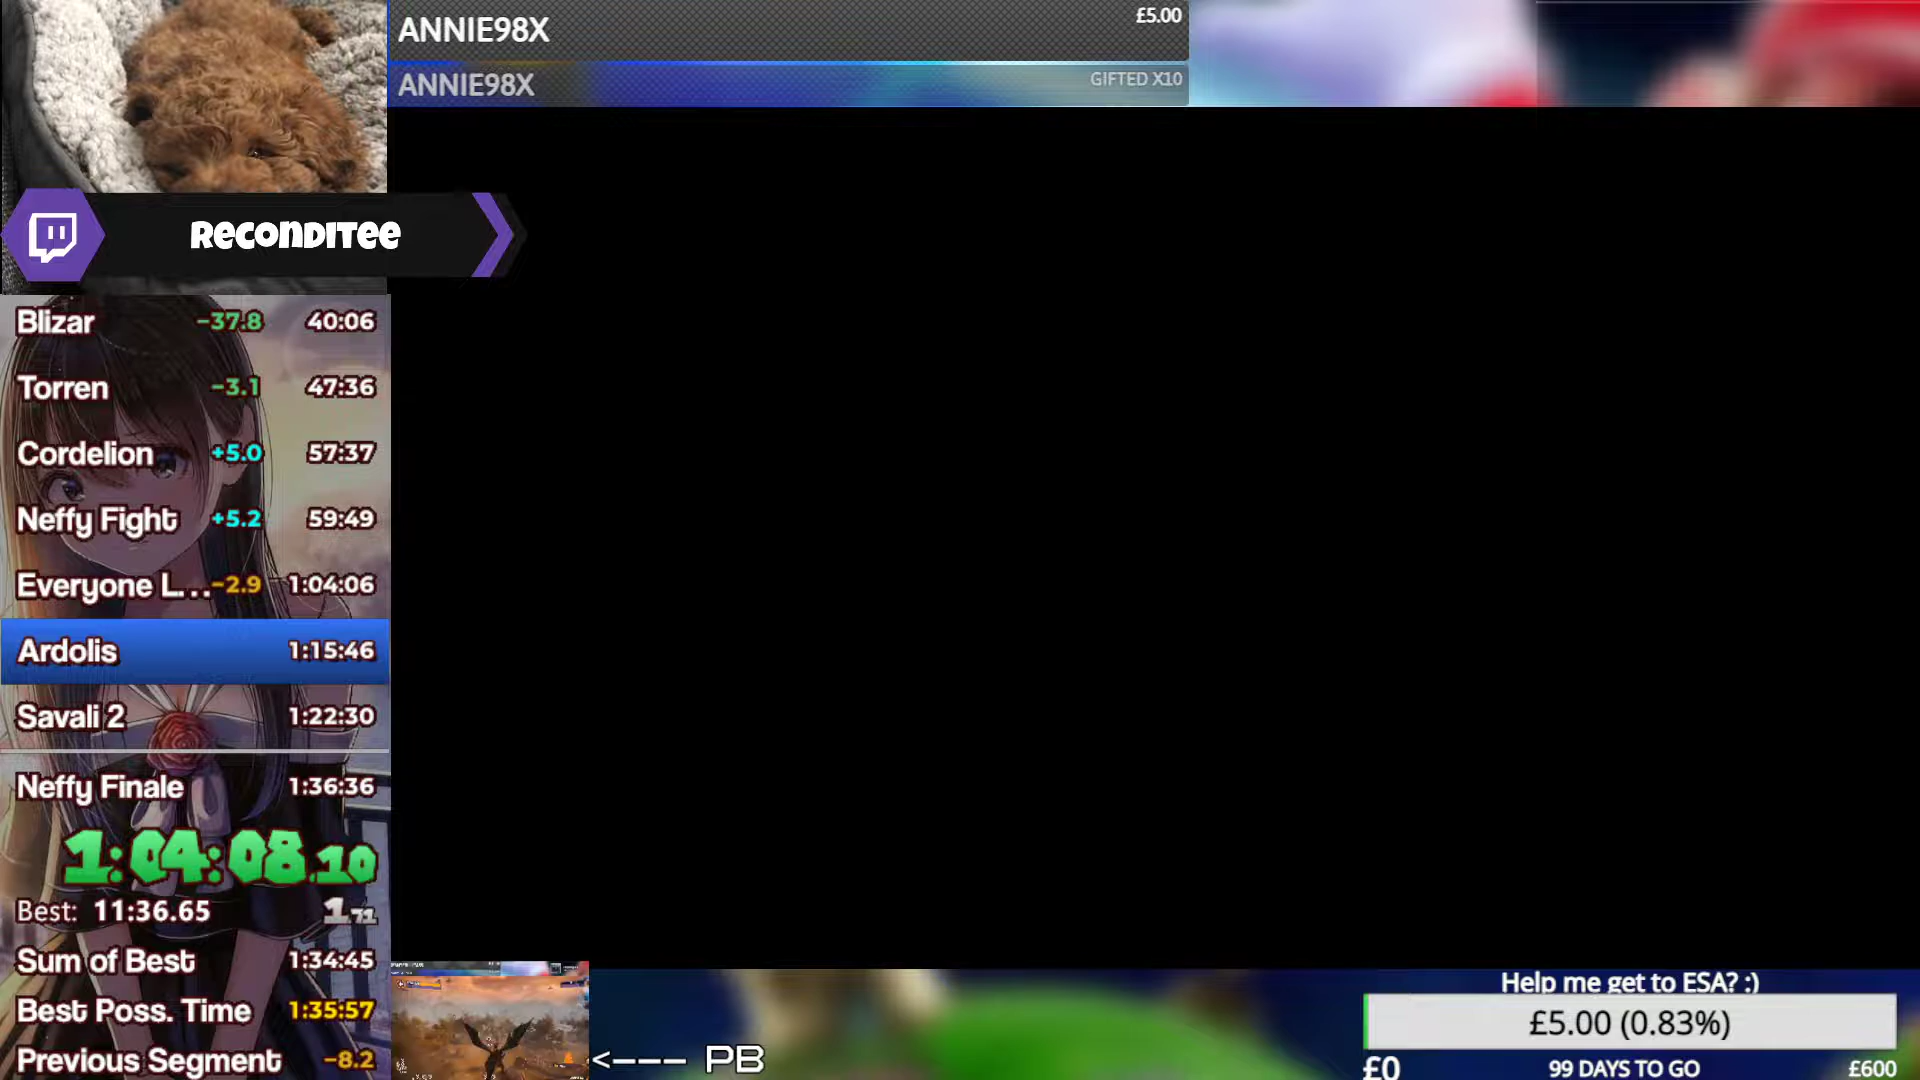 ANNIE98X £5.00
ANNIE98X GIFTED X10
ReconDiTee
Blizar -37.8 40:06
Torren -3.1 47:36
Cordelion +5.0 57:37
Neffy Fight +5.2 59:49
Everyone L... -2.9 1:04:06
Ardolis 1:15:46
Savali 2 1:22:30
Neffy Finale 1:36:36
1:04:08.10
Best: 11:36.65 1.71
Sum of Best 1:34:45
Best Poss. Time 1:35:57
Previous Segment -8.2
<--- PB
Help me get to ESA? :)
£5.00 (0.83%)
£0 99 DAYS TO GO £600